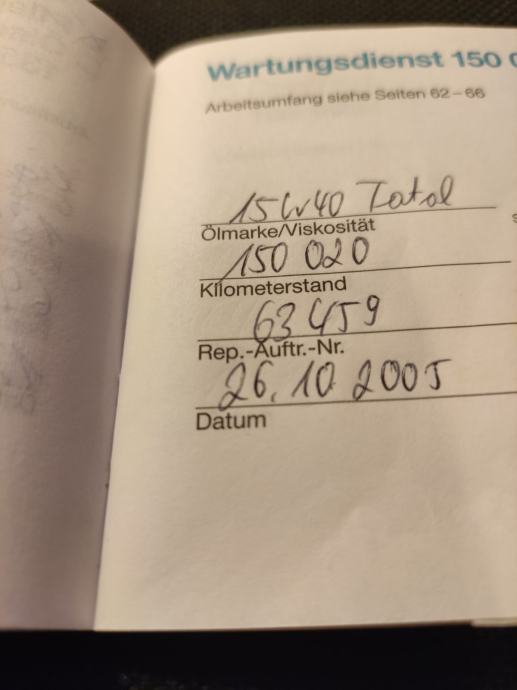 Wartungsdienst 150
Arbeitsumfang siehe Seiten 62–66
15W40 Total
Ölmarke/Viskosität
150 020
Kilometerstand
63459
Rep.-Auftr.-Nr.
26.10 2005
Datum